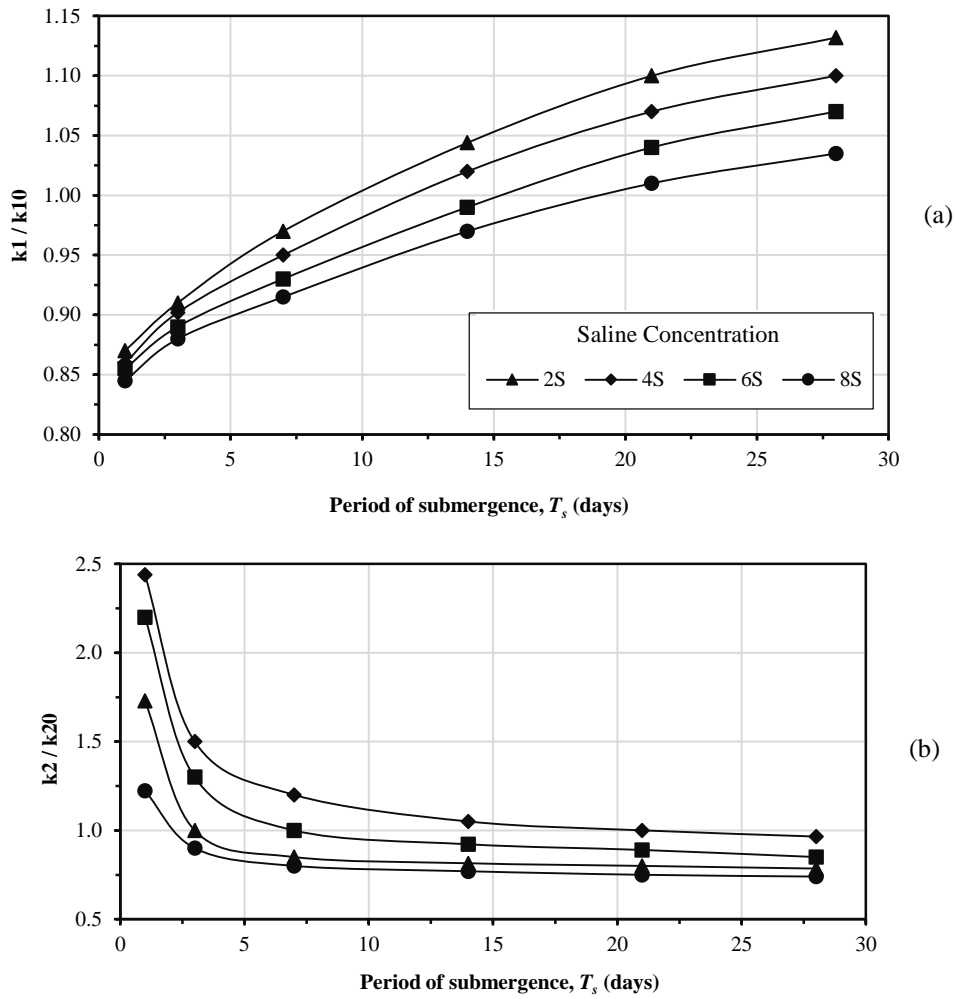 1.15
1.10
1.05
1.00
0.95
0.90
0.85
0.80
k1 / k10
Saline Concentration
2S 4S 6S 8S
0 5 10 15 20 25 30
Period of submergence, Ts (days)
(a)
2.5
2.0
1.5
1.0
0.5
k2 / k20
0 5 10 15 20 25 30
Period of submergence, Ts (days)
(b)